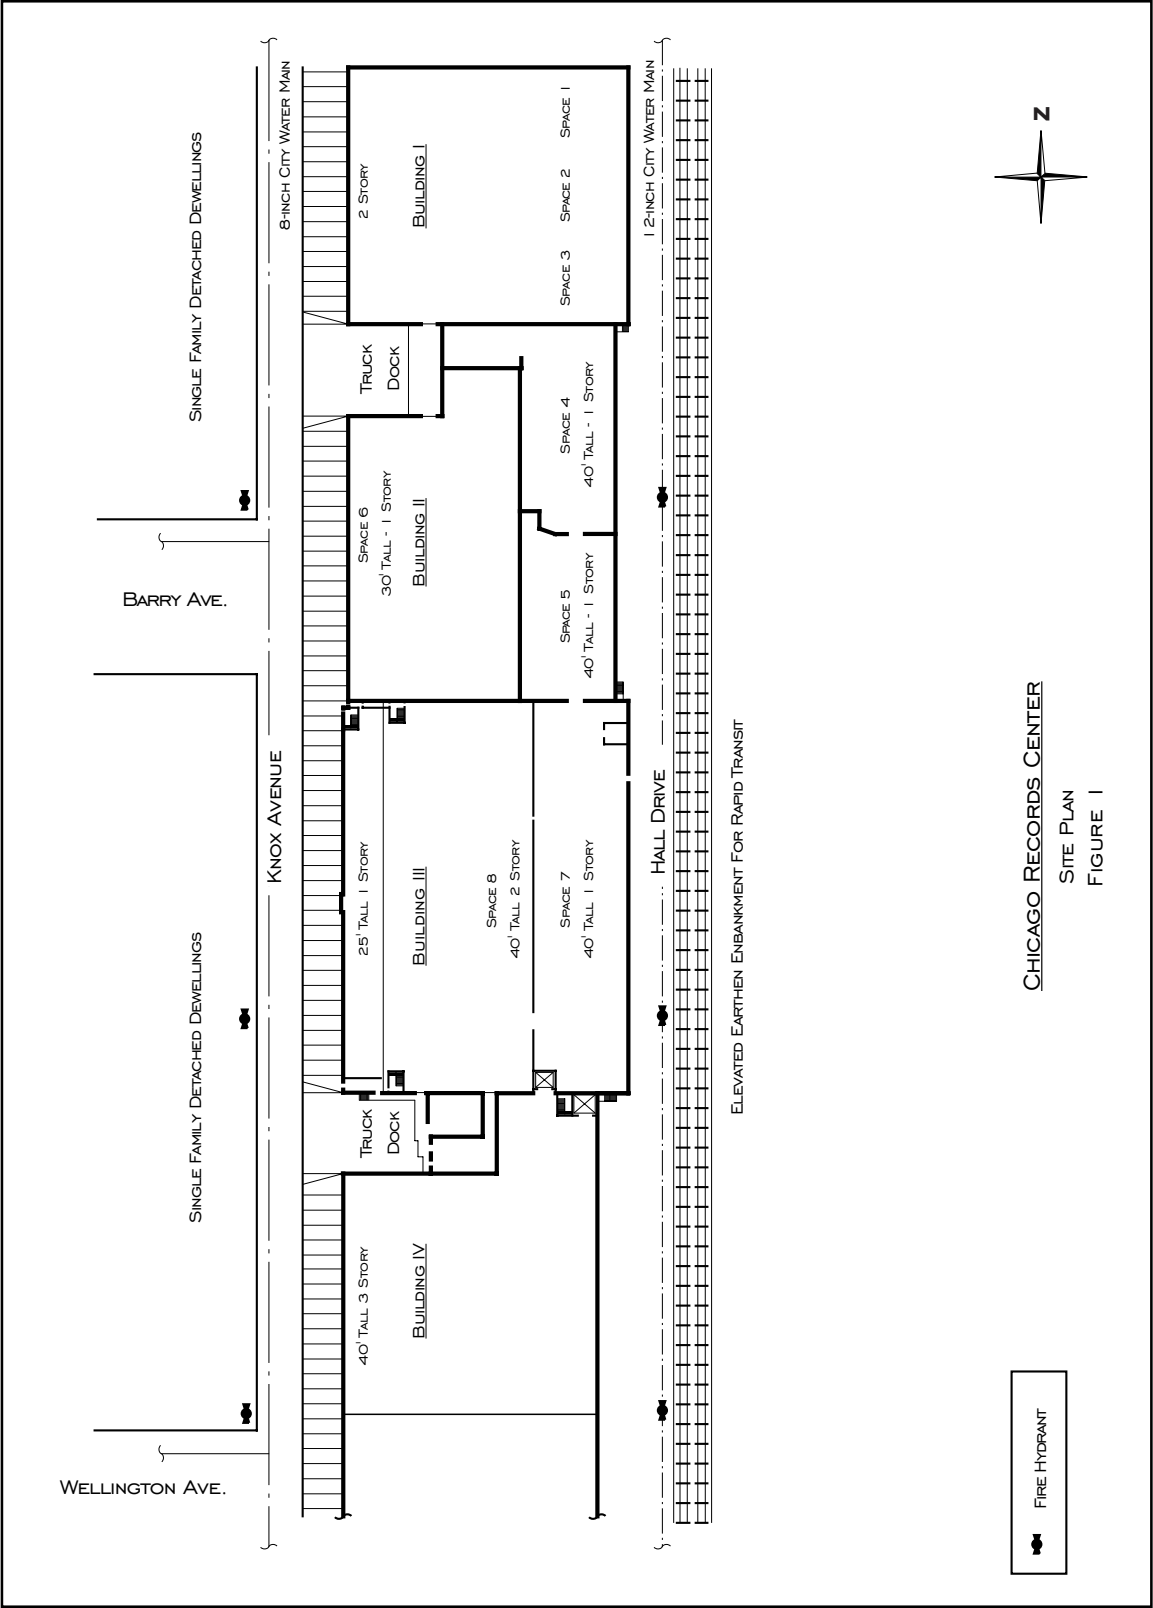 Single Family Detached Dewellings
Single Family Detached Dewellings
Wellington Ave.
Barry Ave.
Knox Avenue
8-inch City Water Main
Truck
Dock
Truck
Dock
40' Tall 3 Story
Building IV
25' Tall 1 Story
Building III
Space 8
40' Tall 2 Story
Space 7
40' Tall 1 Story
Space 6
30' Tall - 1 Story
Building II
Space 5
40' Tall - 1 Story
Space 4
40' Tall - 1 Story
2 Story
Building I
Space 3
Space 2
Space 1
Hall Drive
12-inch City Water Main
Elevated Earthen Enbankment For Rapid Transit
N
Fire Hydrant
Chicago Records Center
Site Plan
Figure 1